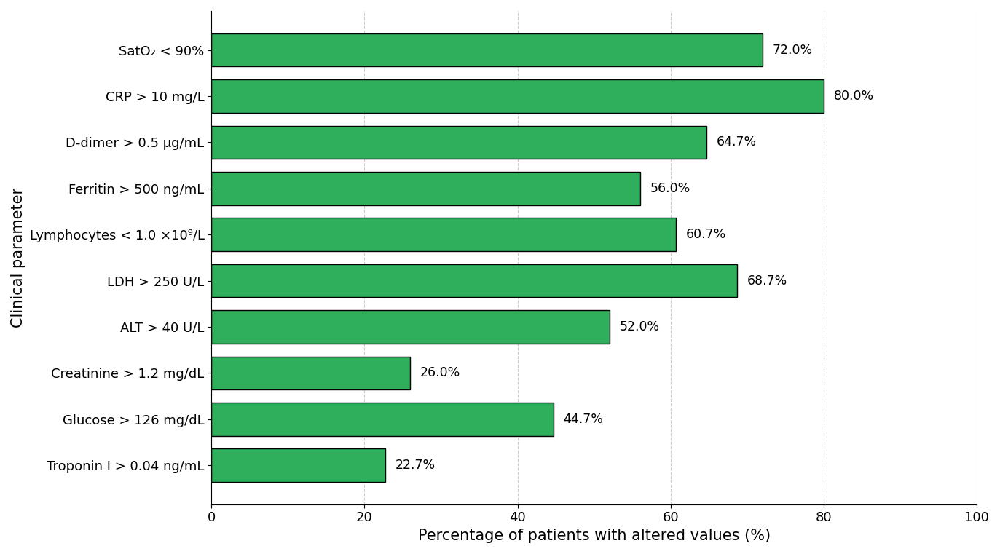 SatO₂ < 90%
72.0%
CRP > 10 mg/L
80.0%
D-dimer > 0.5 µg/mL
64.7%
Ferritin > 500 ng/mL
56.0%
Lymphocytes < 1.0 ×10⁹/L
60.7%
LDH > 250 U/L
68.7%
ALT > 40 U/L
52.0%
Creatinine > 1.2 mg/dL
26.0%
Glucose > 126 mg/dL
44.7%
Troponin I > 0.04 ng/mL
22.7%
Clinical parameter
0 20 40 60 80 100
Percentage of patients with altered values (%)